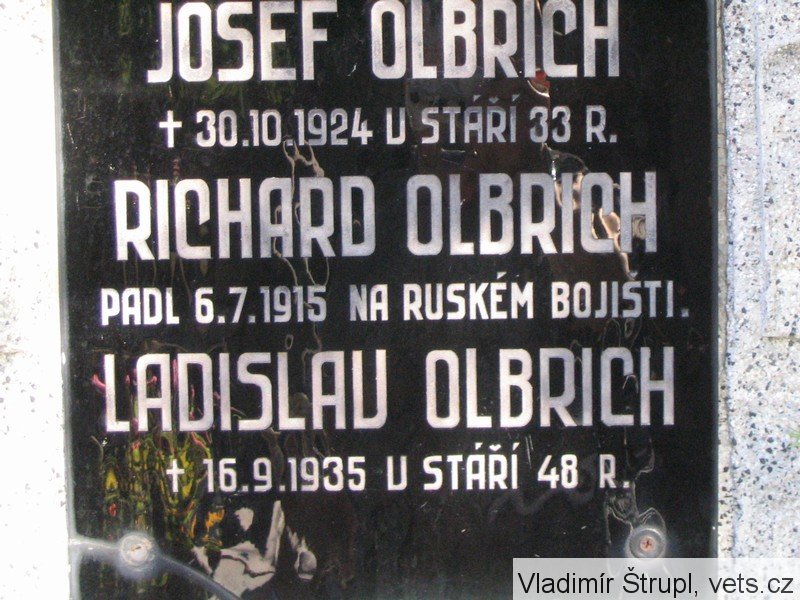 JOSEF OLBRICH
† 30.10.1924 U STÁŘÍ 33 R.
RICHARD OLBRICH
PADL 6.7.1915 NA RUSKÉM BOJIŠTI.
LADISLAU OLBRICH
† 16.9.1935 U STÁŘÍ 48 R.
Vladimír Štrupl, vets.cz